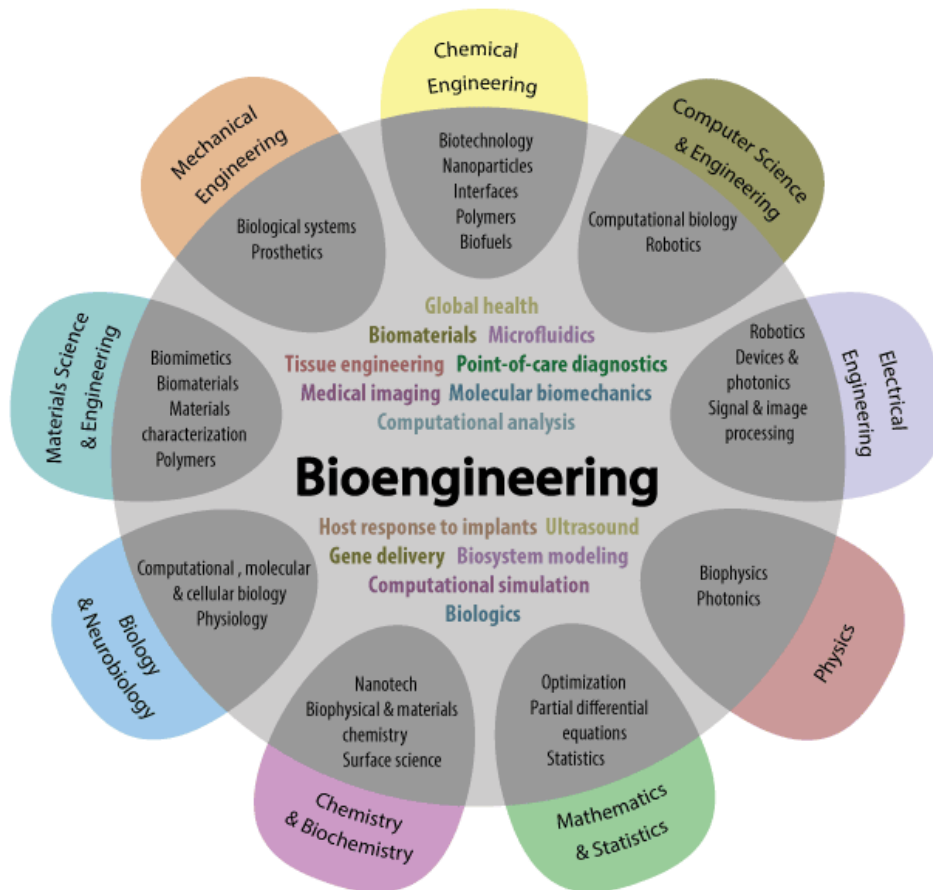 Chemical
Engineering
Biotechnology
Nanoparticles
Interfaces
Polymers
Biofuels
Computer Science
& Engineering
Computational biology
Robotics
Electrical
Engineering
Robotics
Devices &
photonics
Signal & image
processing
Physics
Biophysics
Photonics
Mathematics
& Statistics
Optimization
Partial differential
equations
Statistics
Chemistry
& Biochemistry
Nanotech
Biophysical & materials
chemistry
Surface science
Biology
& Neurobiology
Computational , molecular
& cellular biology
Physiology
Materials Science
& Engineering
Biomimetics
Biomaterials
Materials
characterization
Polymers
Mechanical
Engineering
Biological systems
Prosthetics
Global health
Biomaterials Microfluidics
Tissue engineering Point-of-care diagnostics
Medical imaging Molecular biomechanics
Computational analysis
Bioengineering
Host response to implants Ultrasound
Gene delivery Biosystem modeling
Computational simulation
Biologics